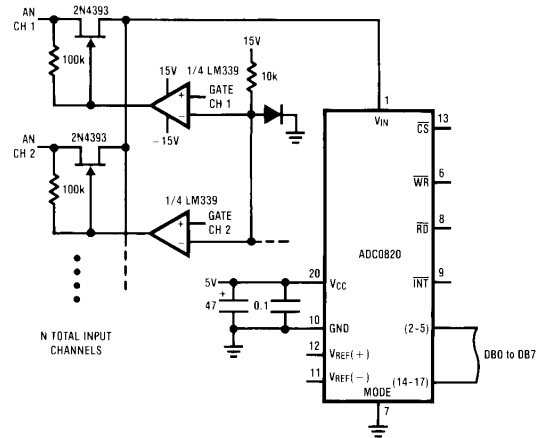 AN
CH 1
2N4393
100k
15V
1/4 LM339
+
−
−15V
GATE
CH 1
15V
10k
AN
CH 2
2N4393
100k
1/4 LM339
+
−
GATE
CH 2
N TOTAL INPUT
CHANNELS
1
VIN
CS
13
WR
6
RD
8
ADC0820
INT
9
5V
20
VCC
+
47
0.1
10
GND
12
VREF(+)
11
VREF(−)
(2-5)
DB0 to DB7
(14-17)
MODE
7